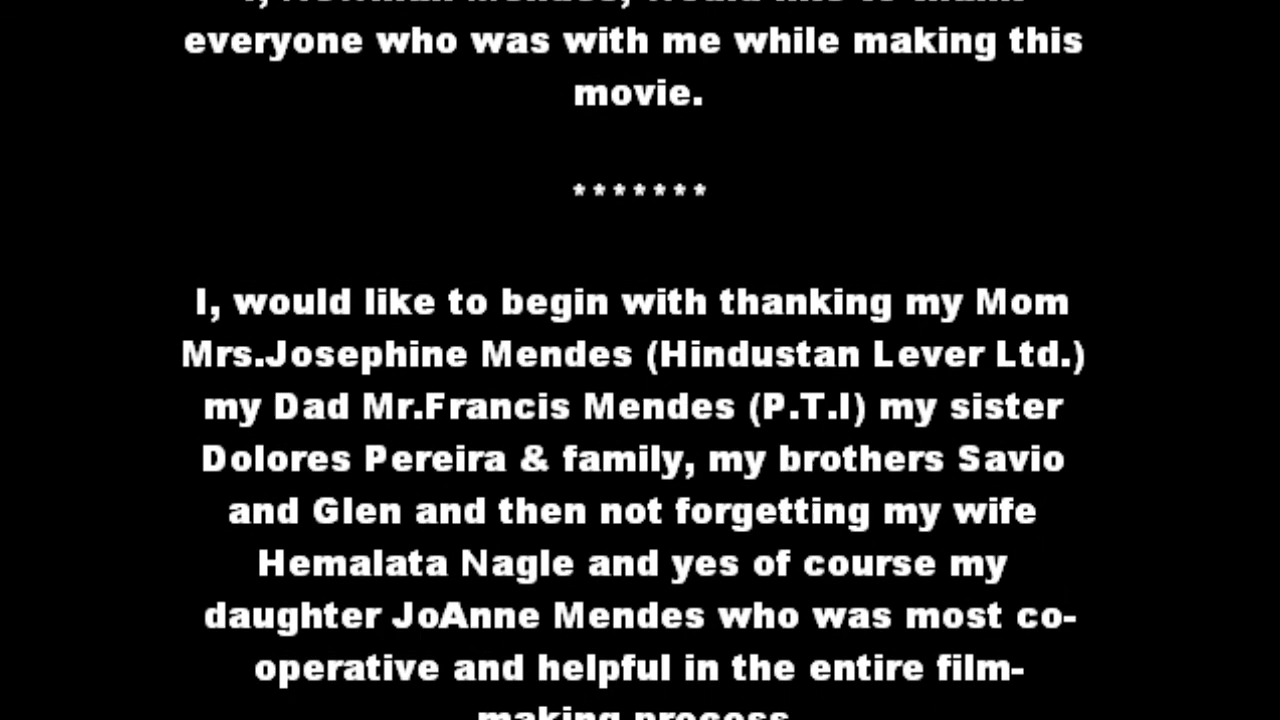 everyone who was with me while making this
movie.
*******
I, would like to begin with thanking my Mom
Mrs.Josephine Mendes (Hindustan Lever Ltd.)
my Dad Mr.Francis Mendes (P.T.I) my sister
Dolores Pereira & family, my brothers Savio
and Glen and then not forgetting my wife
Hemalata Nagle and yes of course my
daughter JoAnne Mendes who was most co-
operative and helpful in the entire film-
making process.